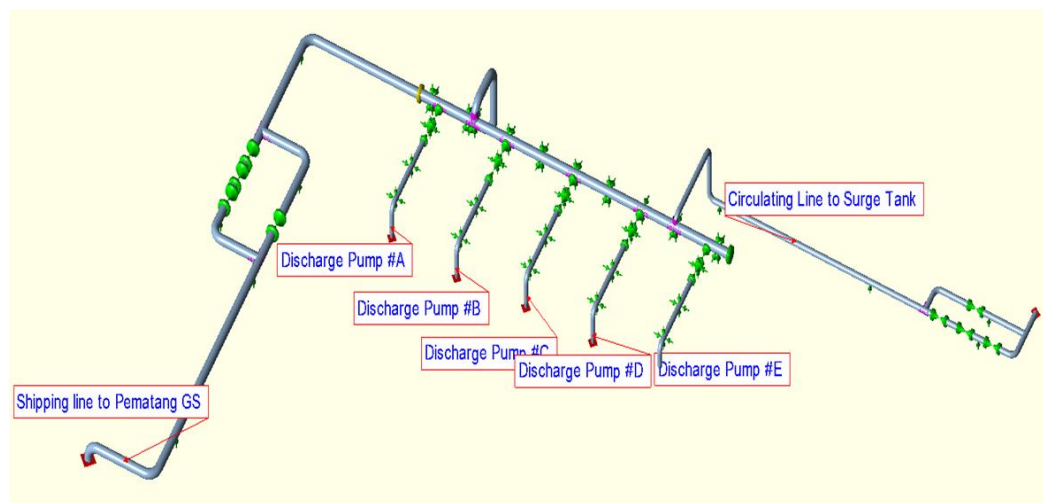 Circulating Line to Surge Tank
Discharge Pump #A
Discharge Pump #B
Discharge Pump #C
Discharge Pump #D
Discharge Pump #E
Shipping line to Pematang GS